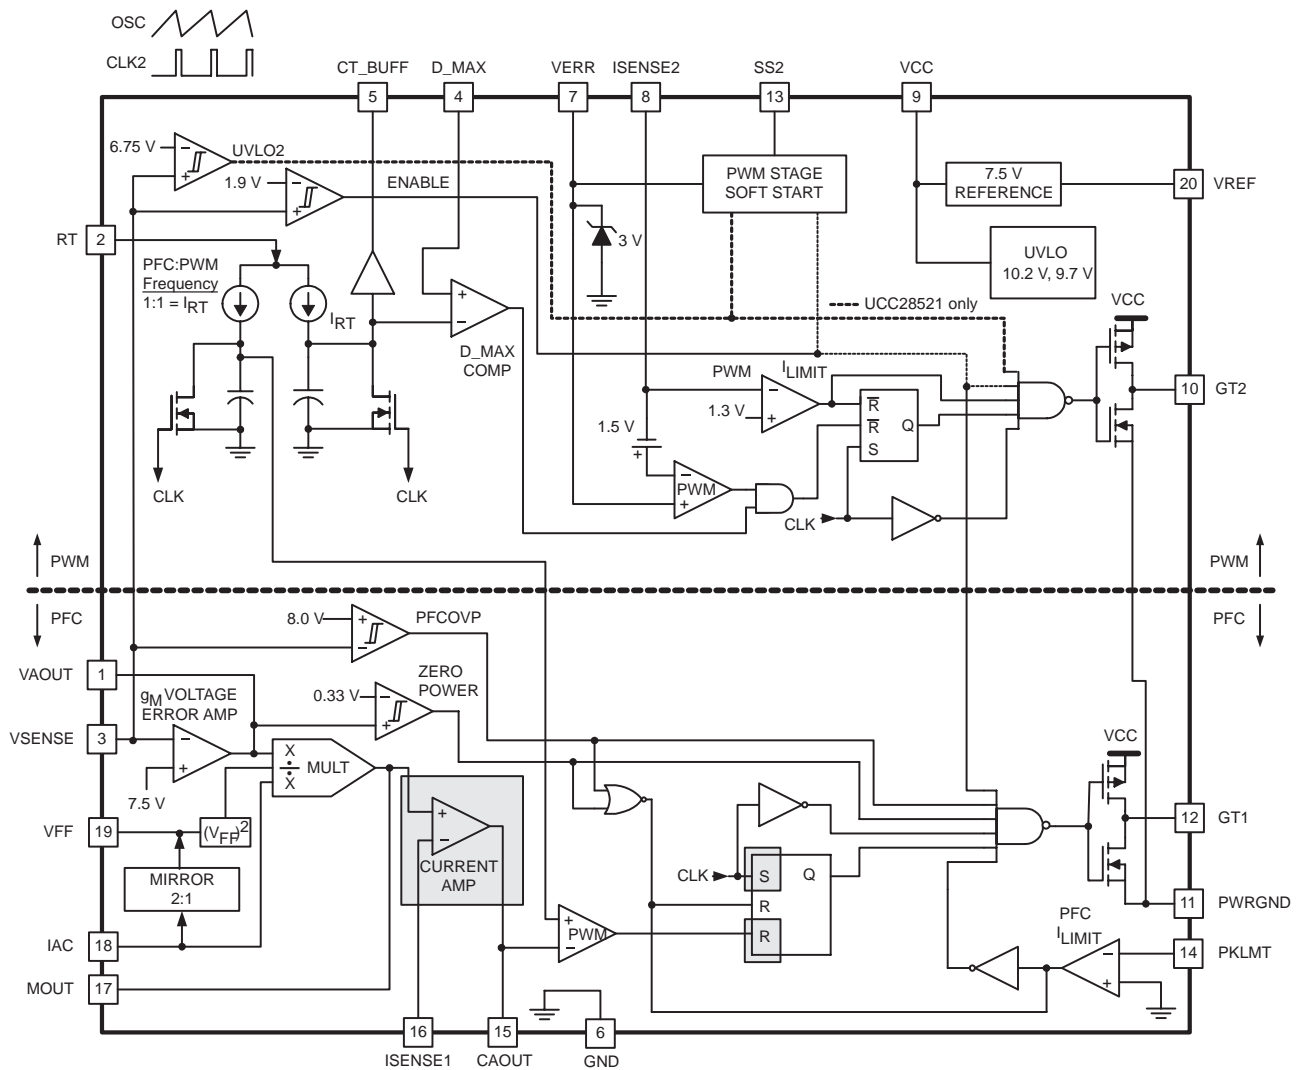 OSC
CLK2
CT_BUFF
D_MAX
VERR
ISENSE2
SS2
VCC
5
4
7
8
13
9
6.75 V
−
+
UVLO2
1.9 V
−
+
ENABLE
PWM STAGE
SOFT START
7.5 V
REFERENCE
20
VREF
RT
2
3 V
UVLO
10.2 V, 9.7 V
PFC:PWM
Frequency
1:1 = IRT
IRT
+
−
D_MAX
COMP
UCC28521 only
VCC
PWM
ILIMIT
−
+
1.3 V
1.5 V
+
R
R
Q
S
10
GT2
−
PWM
+
CLK
CLK
CLK
PWM
PWM
PFC
PFC
8.0 V
+
−
PFCOVP
VAOUT
1
ZERO
POWER
0.33 V
−
+
gM VOLTAGE
ERROR AMP
VSENSE
3
−
+
7.5 V
X
÷
X
MULT
VCC
VFF
19
(VFF)2
+
−
CURRENT
AMP
12
GT1
MIRROR
2:1
CLK
S
Q
R
R
11
PWRGND
+
PWM
−
PFC
ILIMIT
−
+
IAC
18
14
PKLMT
MOUT
17
16
15
6
ISENSE1
CAOUT
GND